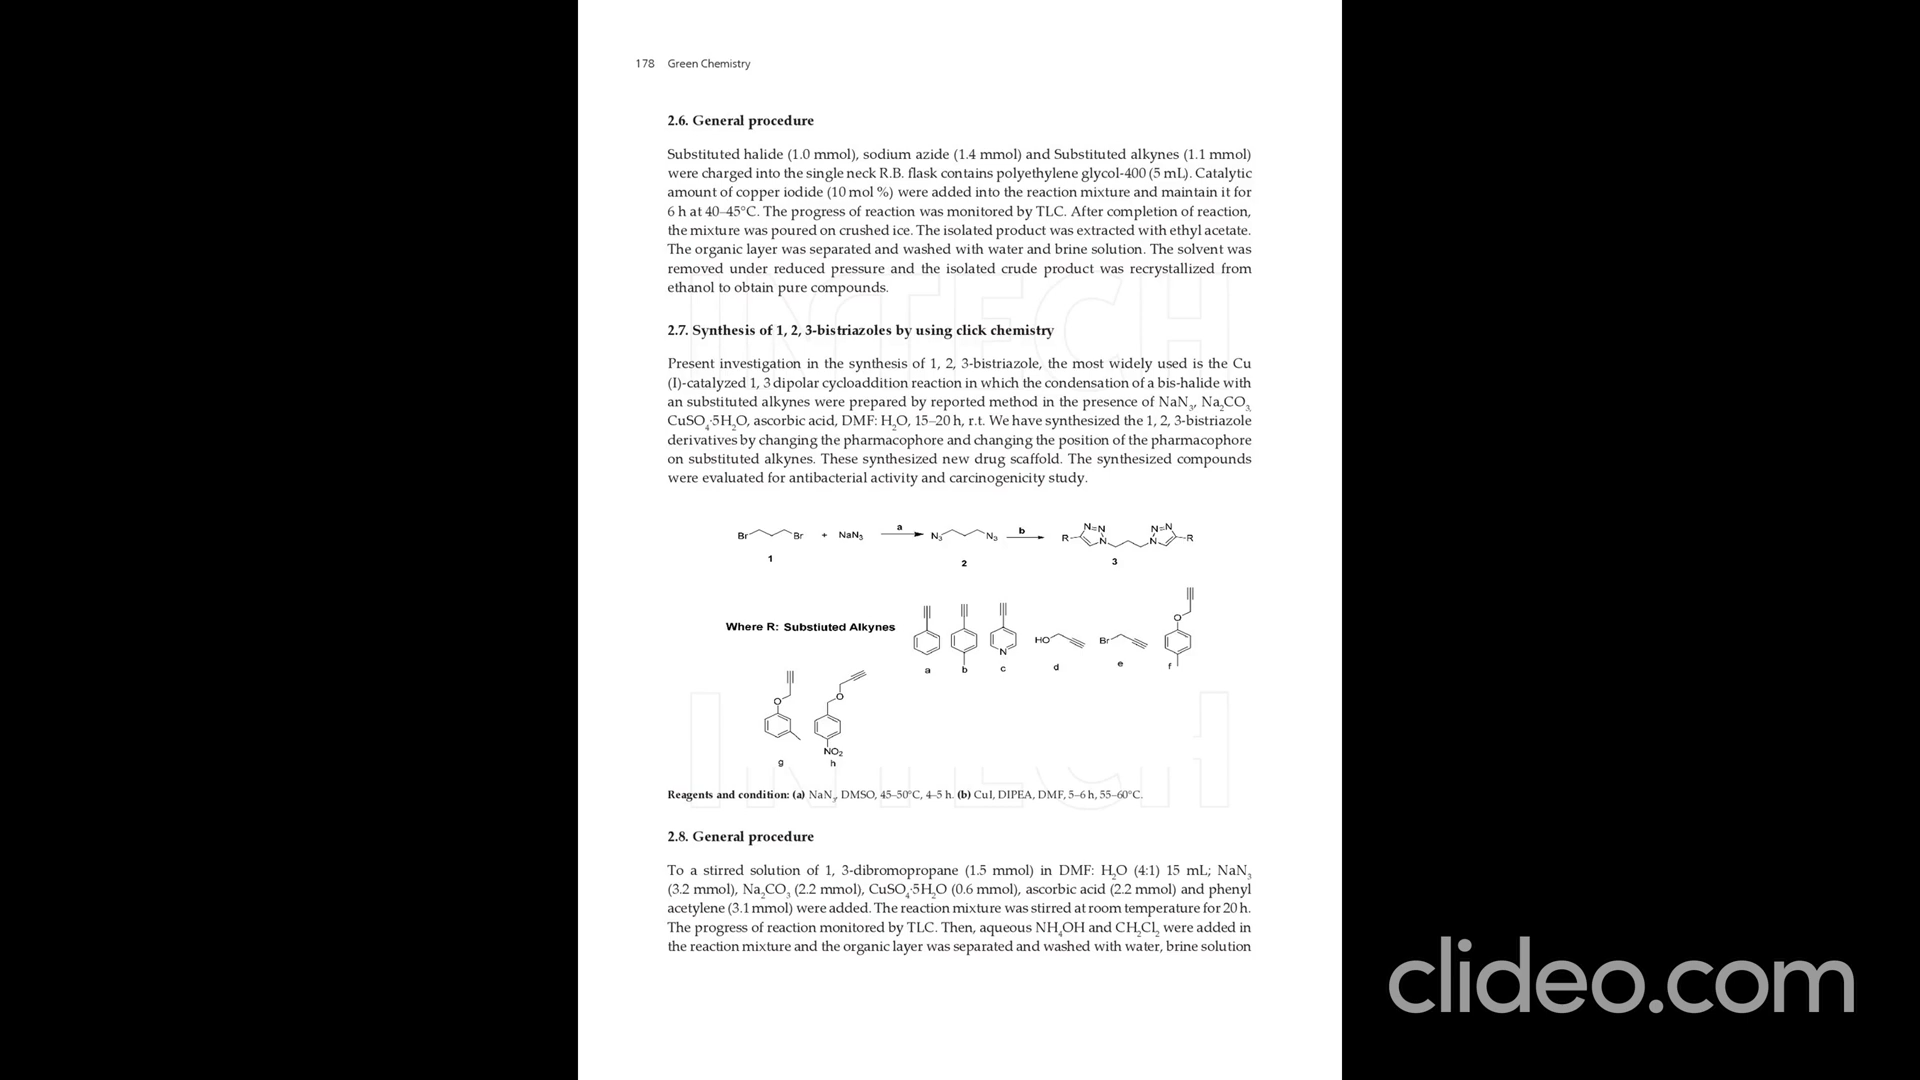 178 Green Chemistry
2.6. General procedure
Substituted halide (1.0 mmol), sodium azide (1.4 mmol) and Substituted alkynes (1.1 mmol)
were charged into the single neck R.B. flask contains polyethylene glycol-400 (5 mL). Catalytic
amount of copper iodide (10 mol %) were added into the reaction mixture and maintain it for
6 h at 40–45°C. The progress of reaction was monitored by TLC. After completion of reaction,
the mixture was poured on crushed ice. The isolated product was extracted with ethyl acetate.
The organic layer was separated and washed with water and brine solution. The solvent was
removed under reduced pressure and the isolated crude product was recrystallized from
ethanol to obtain pure compounds.
2.7. Synthesis of 1, 2, 3-bistriazoles by using click chemistry
Present investigation in the synthesis of 1, 2, 3-bistriazole, the most widely used is the Cu
(I)-catalyzed 1, 3 dipolar cycloaddition reaction in which the condensation of a bis-halide with
an substituted alkynes were prepared by reported method in the presence of NaN₃, Na₂CO₃,
CuSO₄·5H₂O, ascorbic acid, DMF: H₂O, 15–20 h, r.t. We have synthesized the 1, 2, 3-bistriazole
derivatives by changing the pharmacophore and changing the position of the pharmacophore
on substituted alkynes. These synthesized new drug scaffold. The synthesized compounds
were evaluated for antibacterial activity and carcinogenicity study.
Br Br + NaN₃ a N₃ N₃ b R N=N N N=N N R
1 2 3
Where R: Substiuted Alkynes
N HO Br O
a b c d e f
O O
NO₂
g h
Reagents and condition: (a) NaN₃, DMSO, 45–50°C, 4–5 h. (b) CuI, DIPEA, DMF, 5–6 h, 55–60°C.
2.8. General procedure
To a stirred solution of 1, 3-dibromopropane (1.5 mmol) in DMF: H₂O (4:1) 15 mL; NaN₃
(3.2 mmol), Na₂CO₃ (2.2 mmol), CuSO₄·5H₂O (0.6 mmol), ascorbic acid (2.2 mmol) and phenyl
acetylene (3.1 mmol) were added. The reaction mixture was stirred at room temperature for 20 h.
The progress of reaction monitored by TLC. Then, aqueous NH₄OH and CH₂Cl₂ were added in
the reaction mixture and the organic layer was separated and washed with water, brine solution
INTECH
INTECH
clideo.com